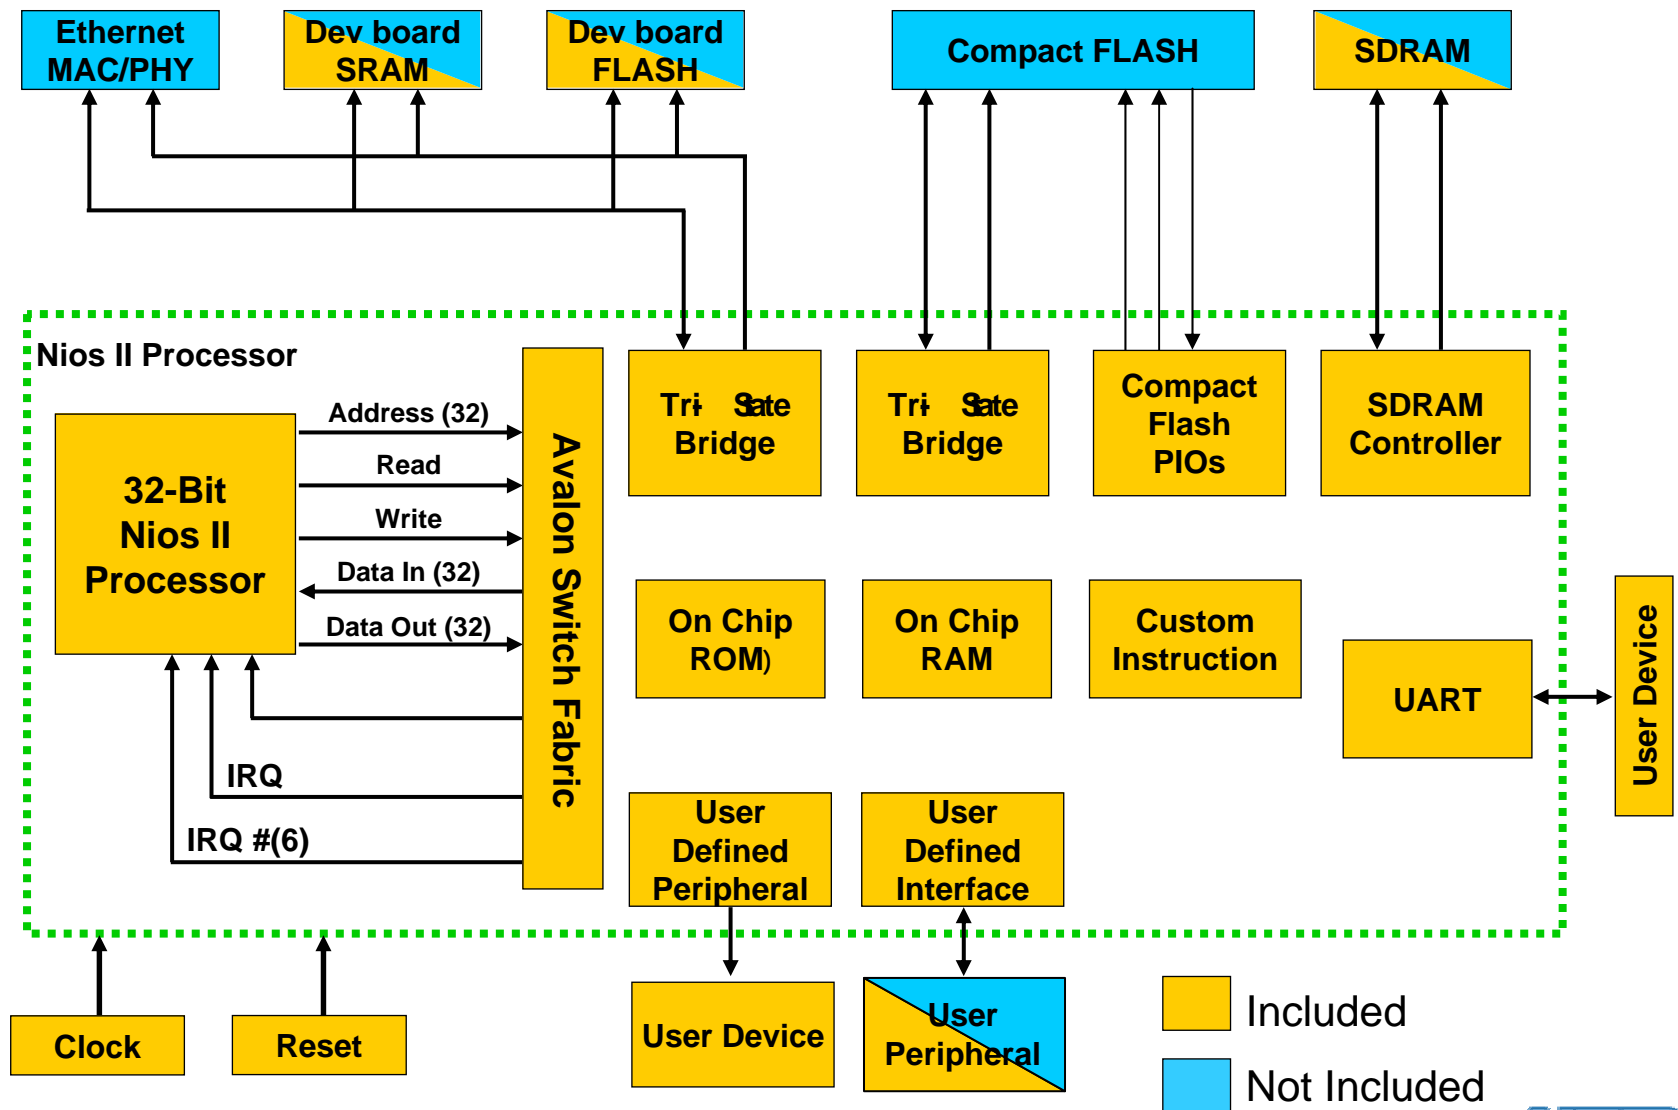 Ethernet
MAC/PHY
Dev board
SRAM
Dev board
FLASH
Compact FLASH
SDRAM
Nios II Processor
32-Bit
Nios II
Processor
Address (32)
Read
Write
Data In (32)
Data Out (32)
IRQ
IRQ #(6)
Avalon Switch Fabric
Tri- State
Bridge
Tri- State
Bridge
Compact
Flash
PIOs
SDRAM
Controller
On Chip
ROM)
On Chip
RAM
Custom
Instruction
UART
User Device
User
Defined
Peripheral
User
Defined
Interface
Clock
Reset
User Device
User
Peripheral
Included
Not Included